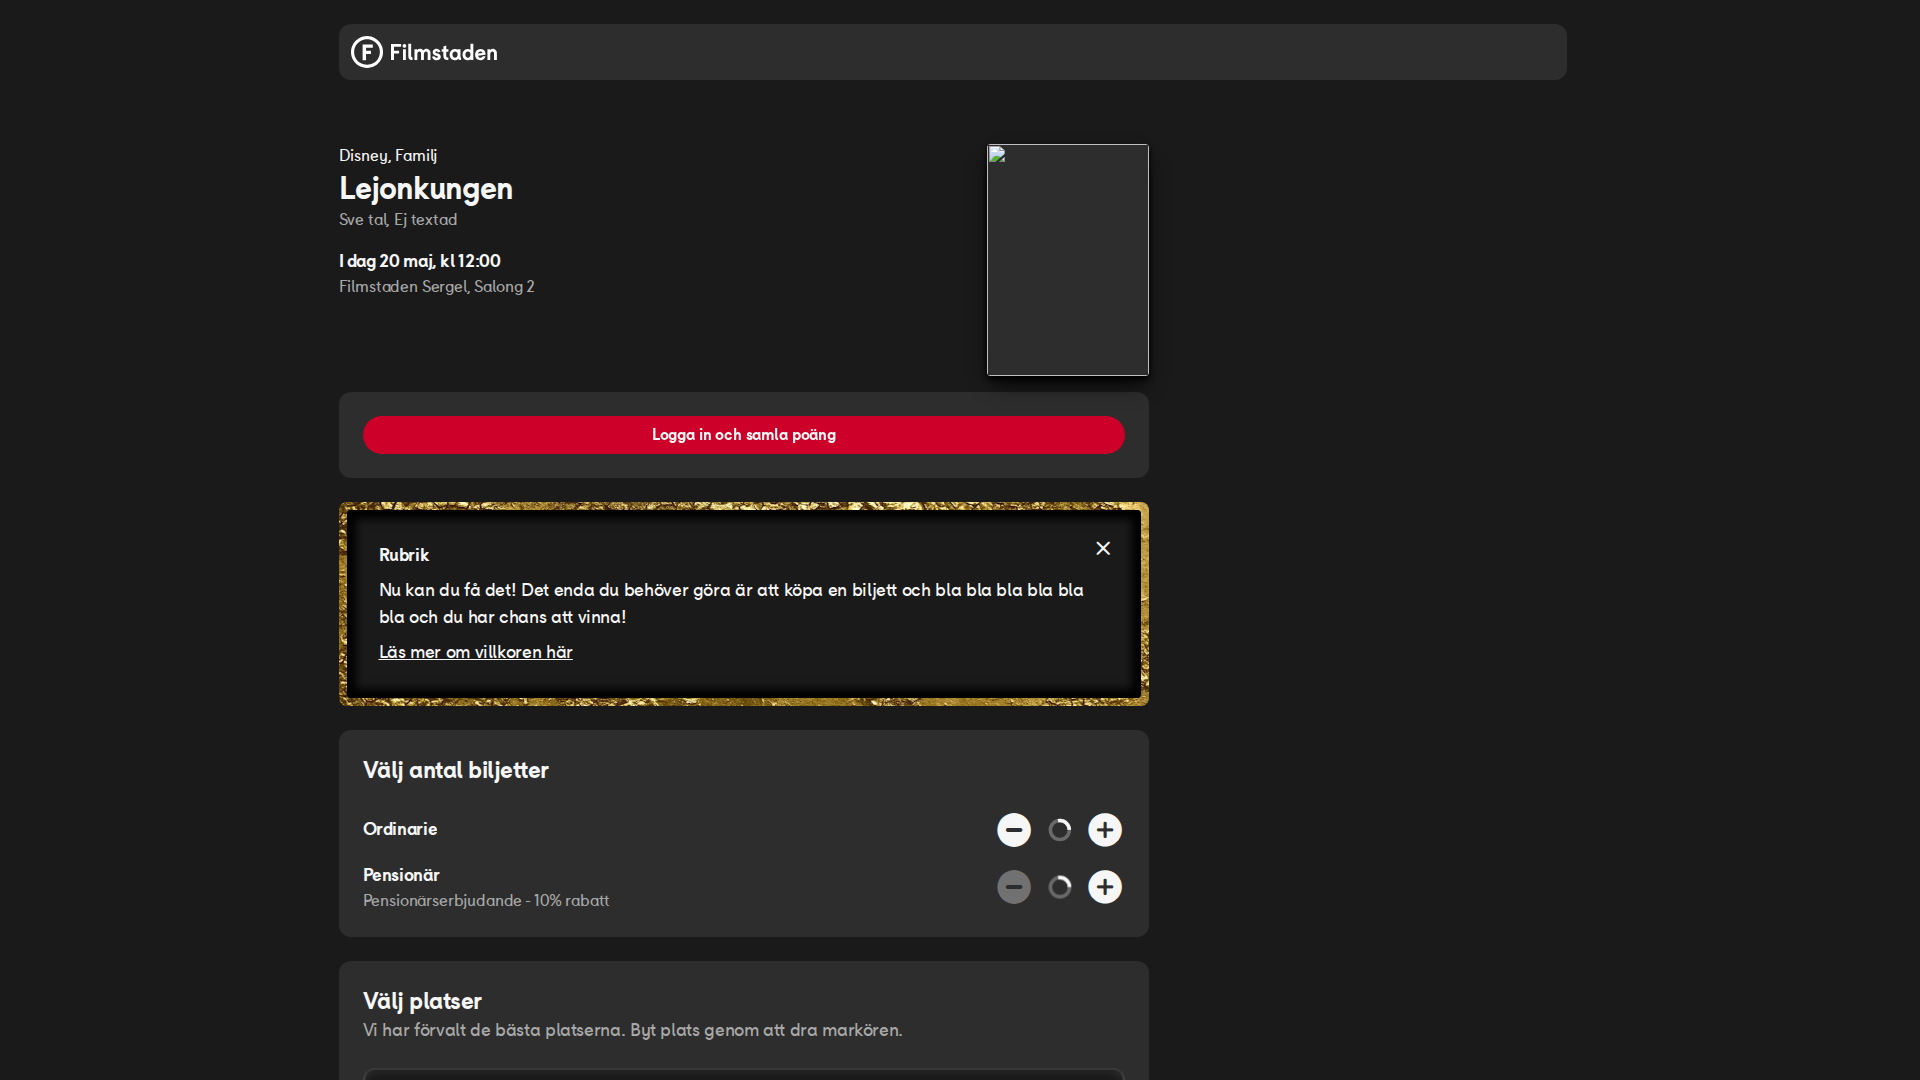 Filmstaden
Disney, Familj
Lejonkungen
Sve tal, Ej textad
I dag 20 maj, kl 12:00
Filmstaden Sergel, Salong 2
Logga in och samla poäng
Rubrik
Nu kan du få det! Det enda du behöver göra är att köpa en biljett och bla bla bla bla bla
bla och du har chans att vinna!
Läs mer om villkoren här
Välj antal biljetter
Ordinarie
Pensionär
Pensionärserbjudande - 10% rabatt
Välj platser
Vi har förvalt de bästa platserna. Byt plats genom att dra markören.